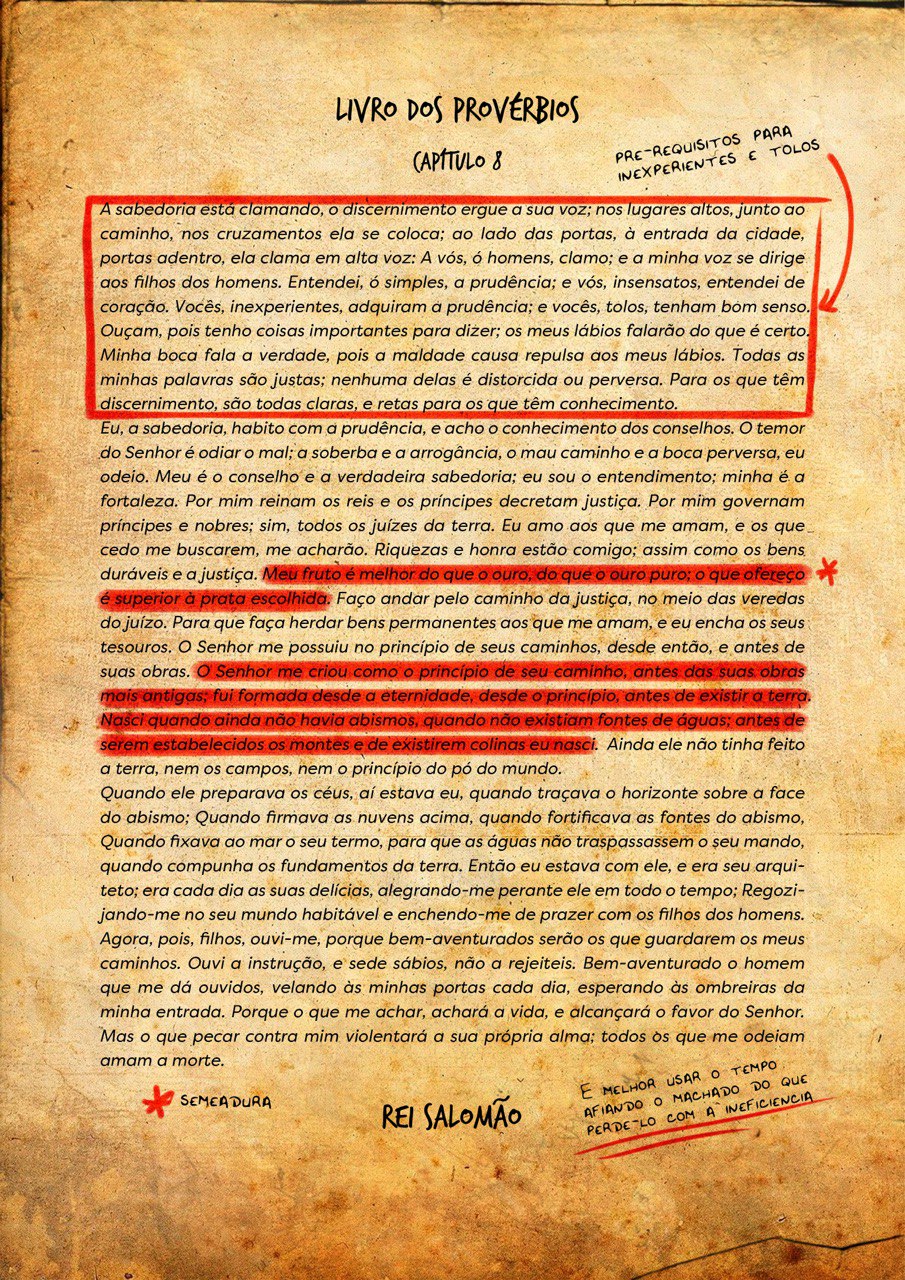 LIVRO DOS PROVÉRBIOS
CAPÍTULO 8
PRE-REQUISITOS PARA
INEXPERIENTES E TOLOS
A sabedoria está clamando, o discernimento ergue a sua voz; nos lugares altos, junto ao
caminho, nos cruzamentos ela se coloca; ao lado das portas, à entrada da cidade,
portas adentro, ela clama em alta voz: A vós, ó homens, clamo; e a minha voz se dirige
aos filhos dos homens. Entendei, ó simples, a prudência; e vós, insensatos, entendei de
coração. Vocês, inexperientes, adquiram a prudência; e vocês, tolos, tenham bom senso.
Ouçam, pois tenho coisas importantes para dizer; os meus lábios falarão do que é certo.
Minha boca fala a verdade, pois a maldade causa repulsa aos meus lábios. Todas as
minhas palavras são justas; nenhuma delas é distorcida ou perversa. Para os que têm
discernimento, são todas claras, e retas para os que têm conhecimento.
Eu, a sabedoria, habito com a prudência, e acho o conhecimento dos conselhos. O temor
do Senhor é odiar o mal; a soberba e a arrogância, o mau caminho e a boca perversa, eu
odeio. Meu é o conselho e a verdadeira sabedoria; eu sou o entendimento; minha é a
fortaleza. Por mim reinam os reis e os príncipes decretam justiça. Por mim governam
príncipes e nobres; sim, todos os juízes da terra. Eu amo aos que me amam, e os que
cedo me buscarem, me acharão. Riquezas e honra estão comigo; assim como os bens
duráveis e a justiça. Meu fruto é melhor do que o ouro, do que o ouro puro; o que ofereço
é superior à prata escolhida. Faço andar pelo caminho da justiça, no meio das veredas
do juízo. Para que faça herdar bens permanentes aos que me amam, e eu encha os seus
tesouros. O Senhor me possuiu no princípio de seus caminhos, desde então, e antes de
suas obras. O Senhor me criou como o princípio de seu caminho, antes das suas obras
mais antigas; fui formada desde a eternidade, desde o princípio, antes de existir a terra.
Nasci quando ainda não havia abismos, quando não existiam fontes de águas; antes de
serem estabelecidos os montes e de existirem colinas eu nasci. Ainda ele não tinha feito
a terra, nem os campos, nem o princípio do pó do mundo.
Quando ele preparava os céus, aí estava eu, quando traçava o horizonte sobre a face
do abismo; Quando firmava as nuvens acima, quando fortificava as fontes do abismo,
Quando fixava ao mar o seu termo, para que as águas não traspassassem o seu mando,
quando compunha os fundamentos da terra. Então eu estava com ele, e era seu arqui-
teto; era cada dia as suas delícias, alegrando-me perante ele em todo o tempo; Regozi-
jando-me no seu mundo habitável e enchendo-me de prazer com os filhos dos homens.
Agora, pois, filhos, ouvi-me, porque bem-aventurados serão os que guardarem os meus
caminhos. Ouvi a instrução, e sede sábios, não a rejeiteis. Bem-aventurado o homem
que me dá ouvidos, velando às minhas portas cada dia, esperando às ombreiras da
minha entrada. Porque o que me achar, achará a vida, e alcançará o favor do Senhor.
Mas o que pecar contra mim violentará a sua própria alma; todos os que me odeiam
amam a morte.
SEMEADURA
REI SALOMÃO
E MELHOR USAR O TEMPO
AFIANDO O MACHADO DO QUE
PERDE-LO COM A INEFICIENCIA